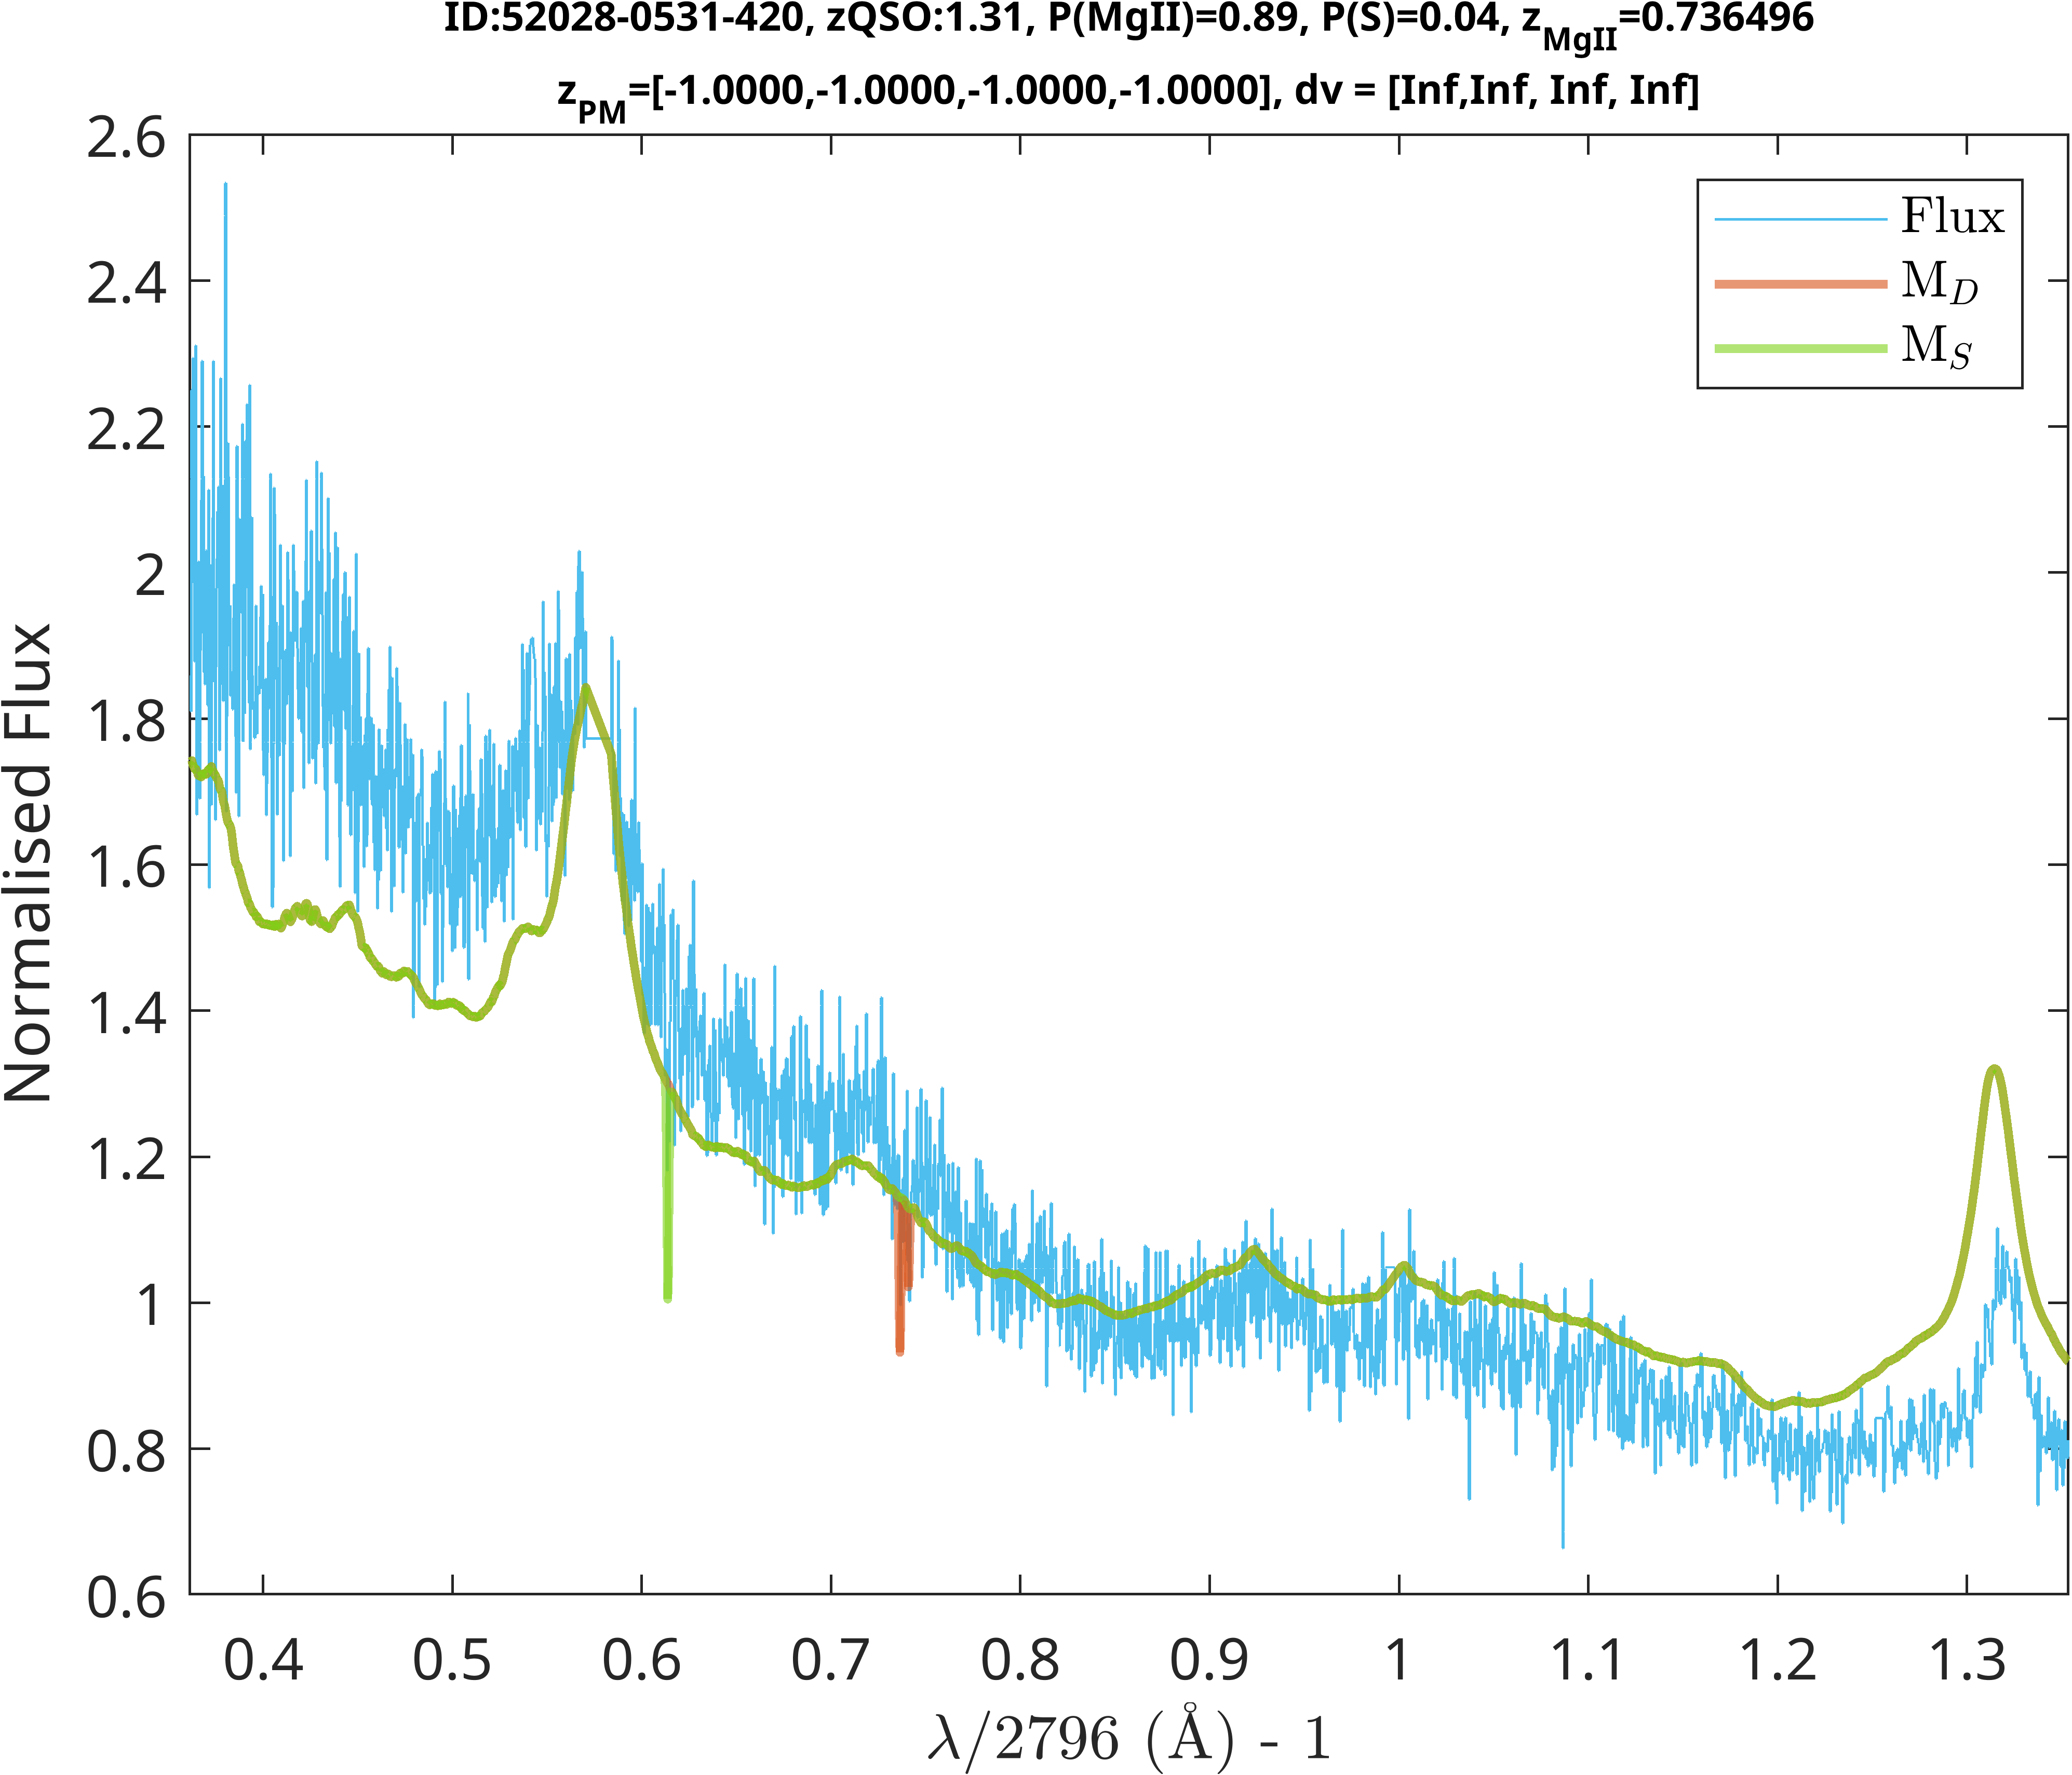 ID:52028-0531-420, zQSO:1.31, P(MgII)=0.89, P(S)=0.04, zMgII=0.736496
zPM=[-1.0000,-1.0000,-1.0000,-1.0000], dv = [Inf,Inf, Inf, Inf]
2.6
2.4
2.2
2
1.8
1.6
1.4
1.2
1
0.8
0.6
Normalised Flux
Flux
MD
MS
0.4 0.5 0.6 0.7 0.8 0.9 1 1.1 1.2 1.3
λ/2796 (Å) - 1